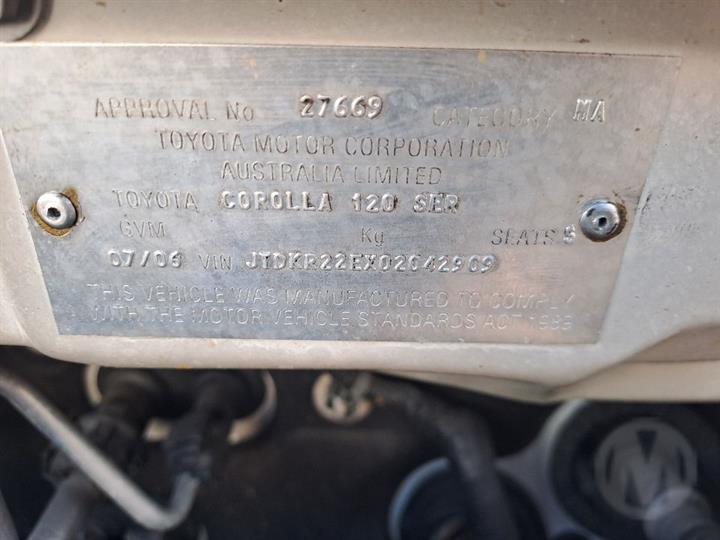 APPROVAL No 27669 CATEGORY MA
TOYOTA MOTOR CORPORATION
AUSTRALIA LIMITED
TOYOTA COROLLA 120 SER
GVM Kg SEATS 5
07/06 VIN JTDKR22EX02042909
THIS VEHICLE WAS MANUFACTURED TO COMPLY
WITH THE MOTOR VEHICLE STANDARDS ACT 1989
M